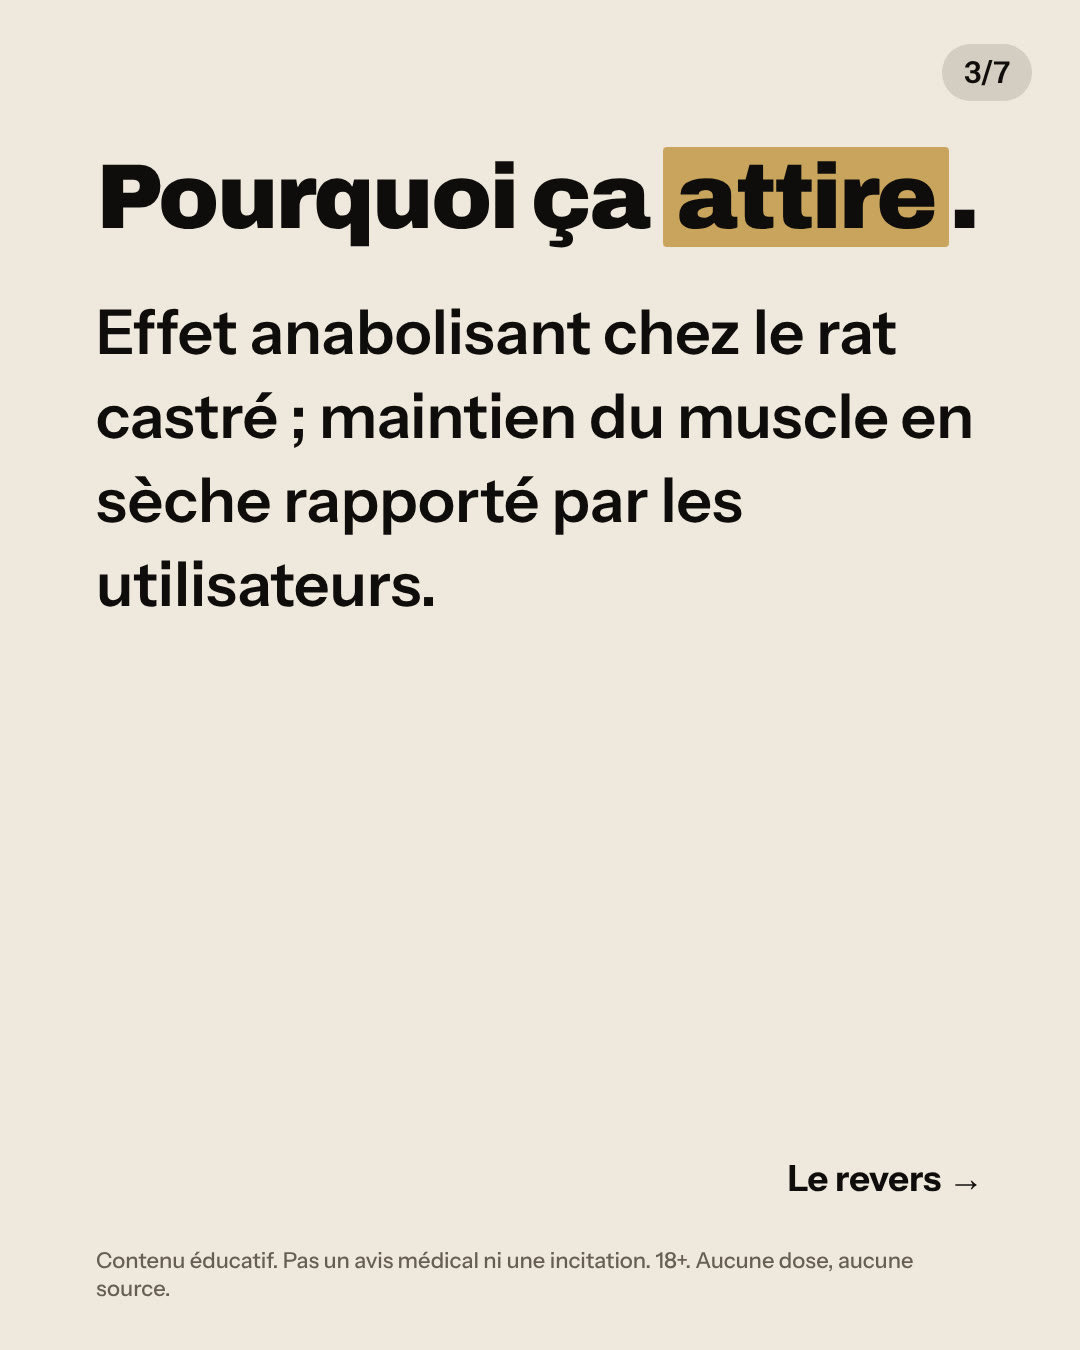 3/7
Pourquoi ça attire.
Effet anabolisant chez le rat
castré ; maintien du muscle en
sèche rapporté par les
utilisateurs.
Le revers →
Contenu éducatif. Pas un avis médical ni une incitation. 18+. Aucune dose, aucune
source.